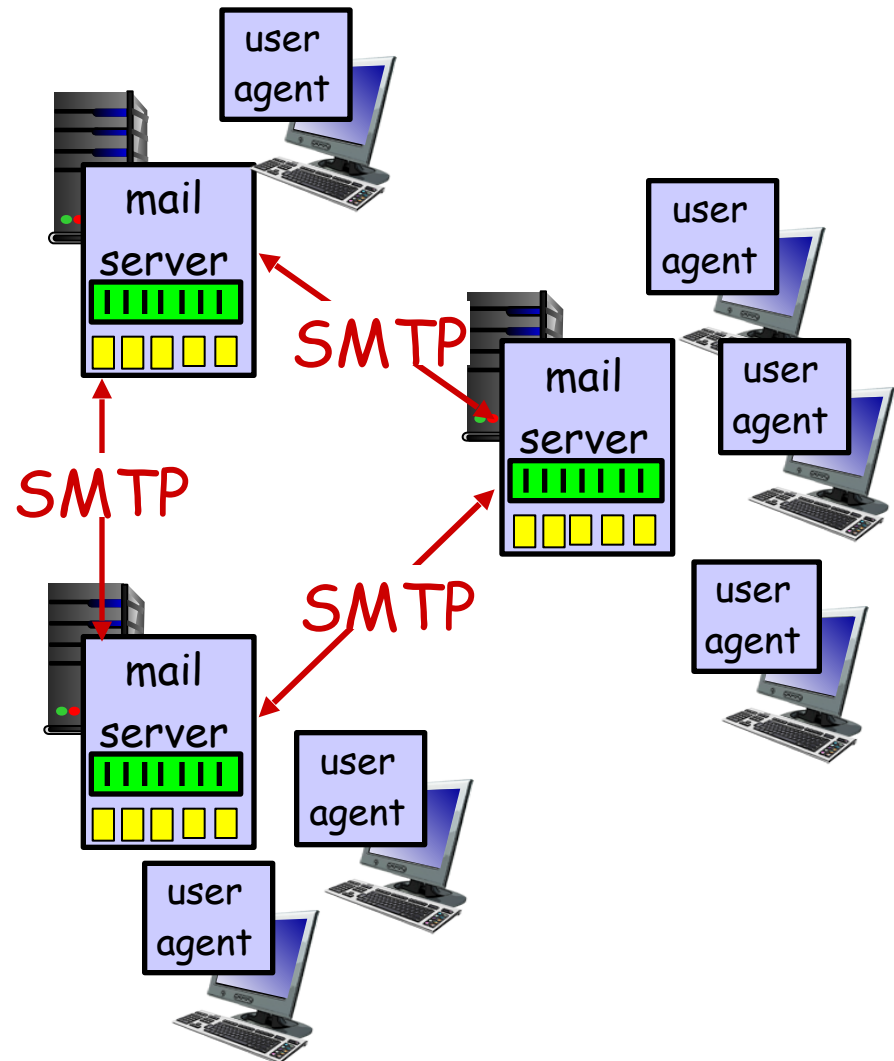 user
agent
mail
server
user
agent
SMTP
mail
server
user
agent
SMTP
SMTP
user
agent
mail
server
user
agent
user
agent